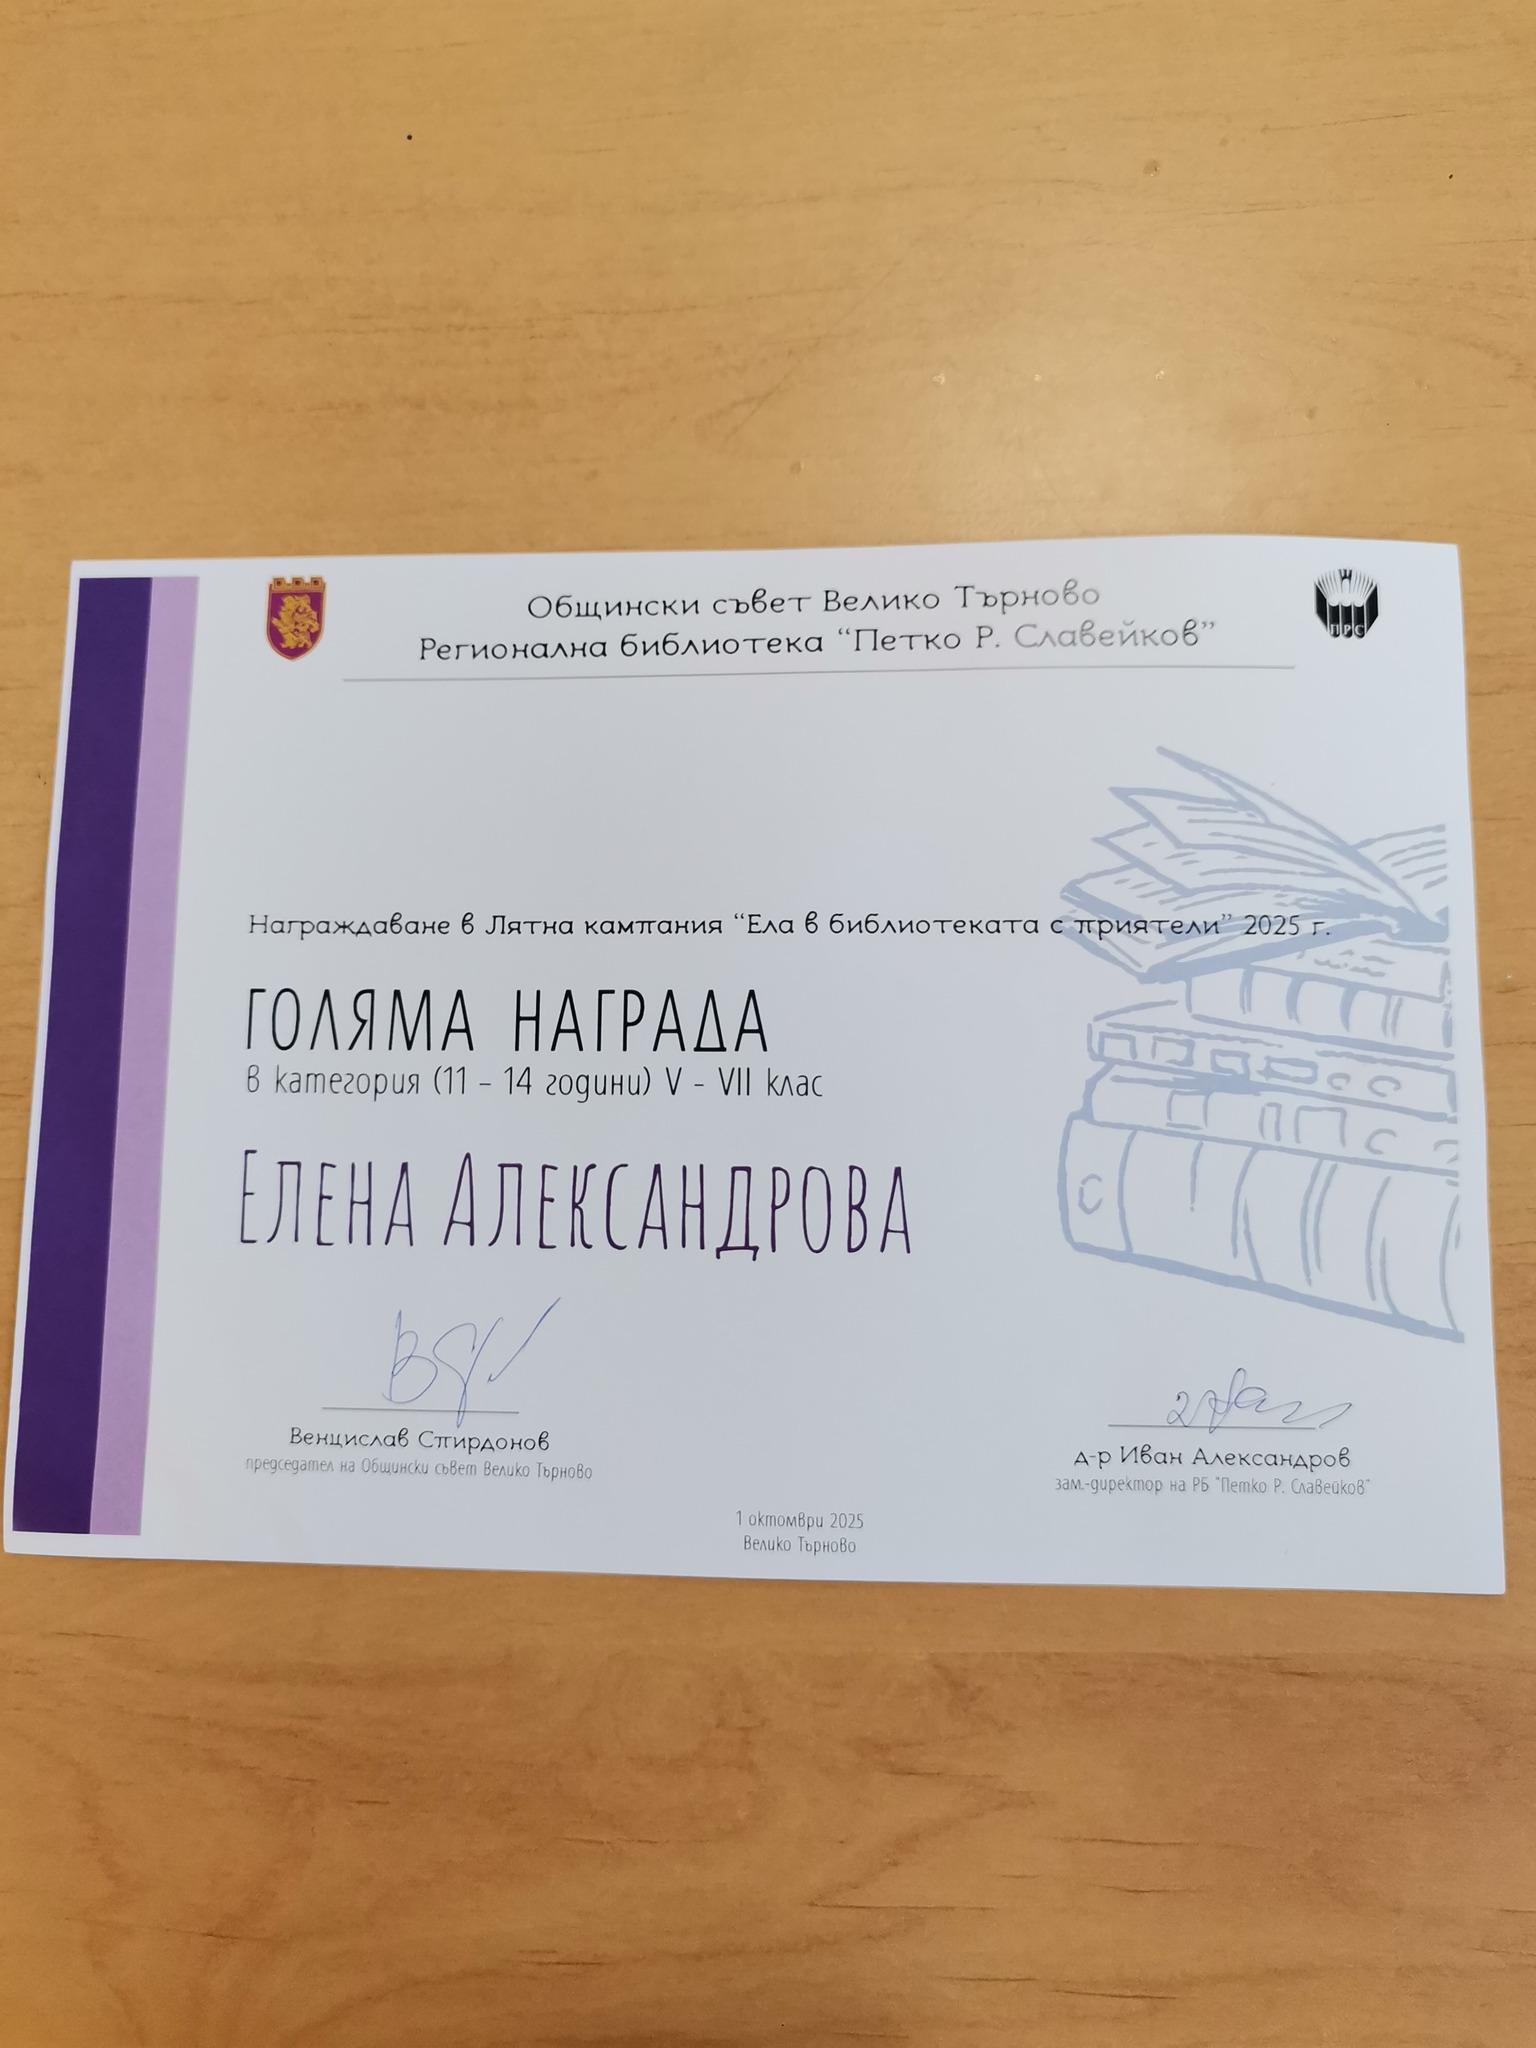 Общински съвет Велико Търново
Регионална библиотека “Петко Р. Славейков”
ПРС
Награждаване в Лятна кампания “Ела в библиотеката с приятели” 2025 г.
ГОЛЯМА НАГРАДА
в категория (11 – 14 години) V – VII клас
ЕЛЕНА АЛЕКСАНДРОВА
Венцислав Спирдонов
председател на Общински съвет Велико Търново
д-р Иван Александров
зам.-директор на РБ "Петко Р. Славейков"
1 октомври 2025
Велико Търново